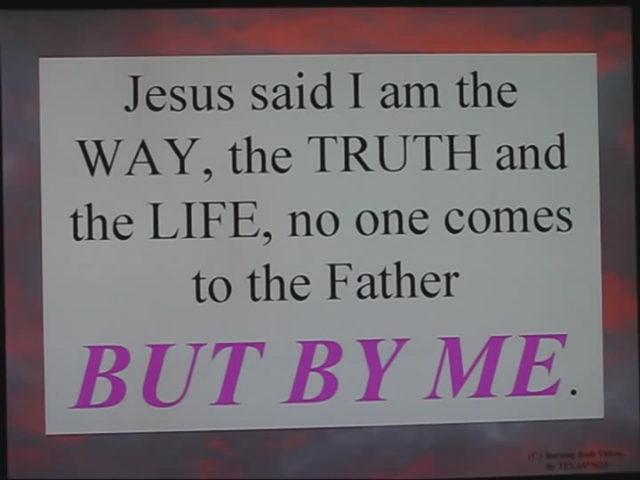 Jesus said I am the
WAY, the TRUTH and
the LIFE, no one comes
to the Father
BUT BY ME.